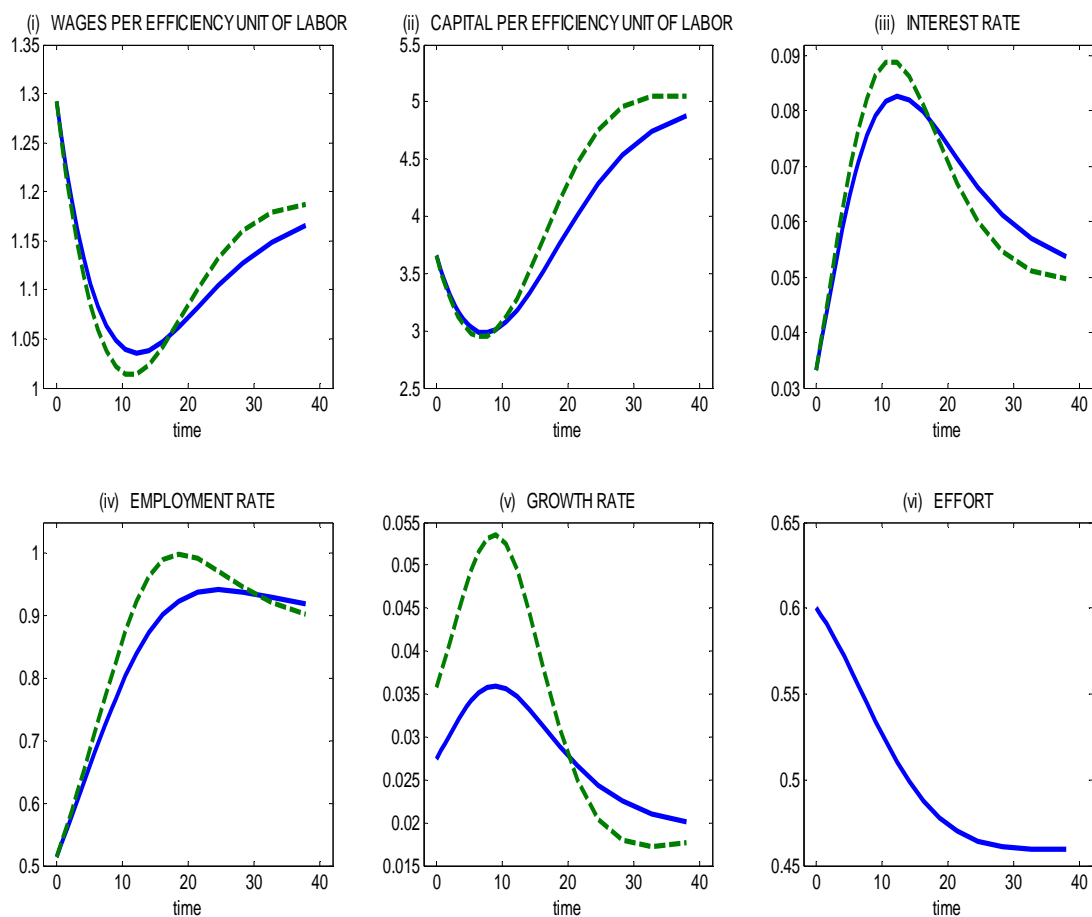 (i) WAGES PER EFFICIENCY UNIT OF LABOR
1.35
1.3
1.25
1.2
1.15
1.1
1.05
1
0 10 20 30 40
time
(ii) CAPITAL PER EFFICIENCY UNIT OF LABOR
5.5
5
4.5
4
3.5
3
2.5
0 10 20 30 40
time
(iii) INTEREST RATE
0.09
0.08
0.07
0.06
0.05
0.04
0.03
0 10 20 30 40
time
(iv) EMPLOYMENT RATE
1
0.9
0.8
0.7
0.6
0.5
0 10 20 30 40
time
(v) GROWTH RATE
0.055
0.05
0.045
0.04
0.035
0.03
0.025
0.02
0.015
0 10 20 30 40
time
(vi) EFFORT
0.65
0.6
0.55
0.5
0.45
0 10 20 30 40
time